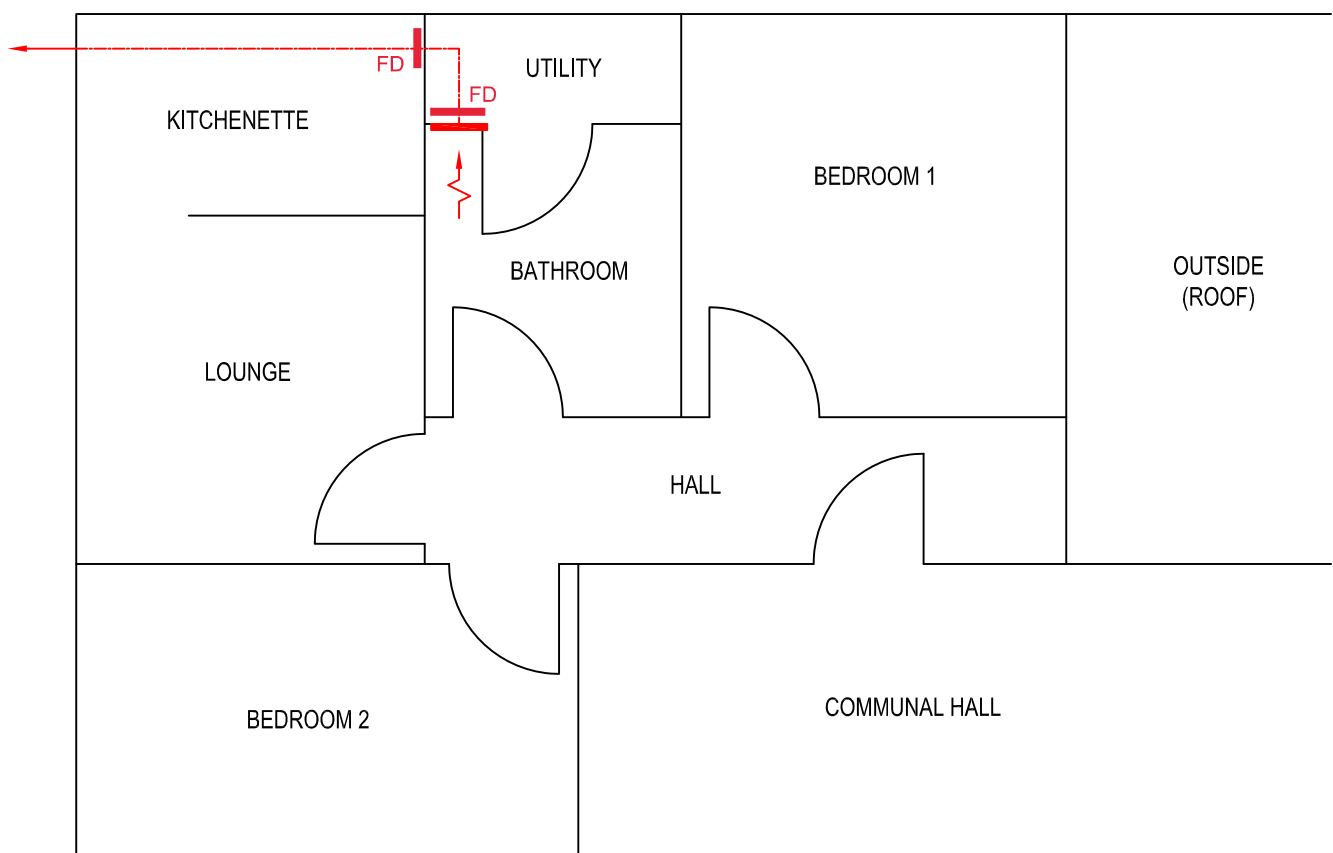 FD
UTILITY
FD
KITCHENETTE
BEDROOM 1
BATHROOM
OUTSIDE
(ROOF)
LOUNGE
HALL
BEDROOM 2
COMMUNAL HALL